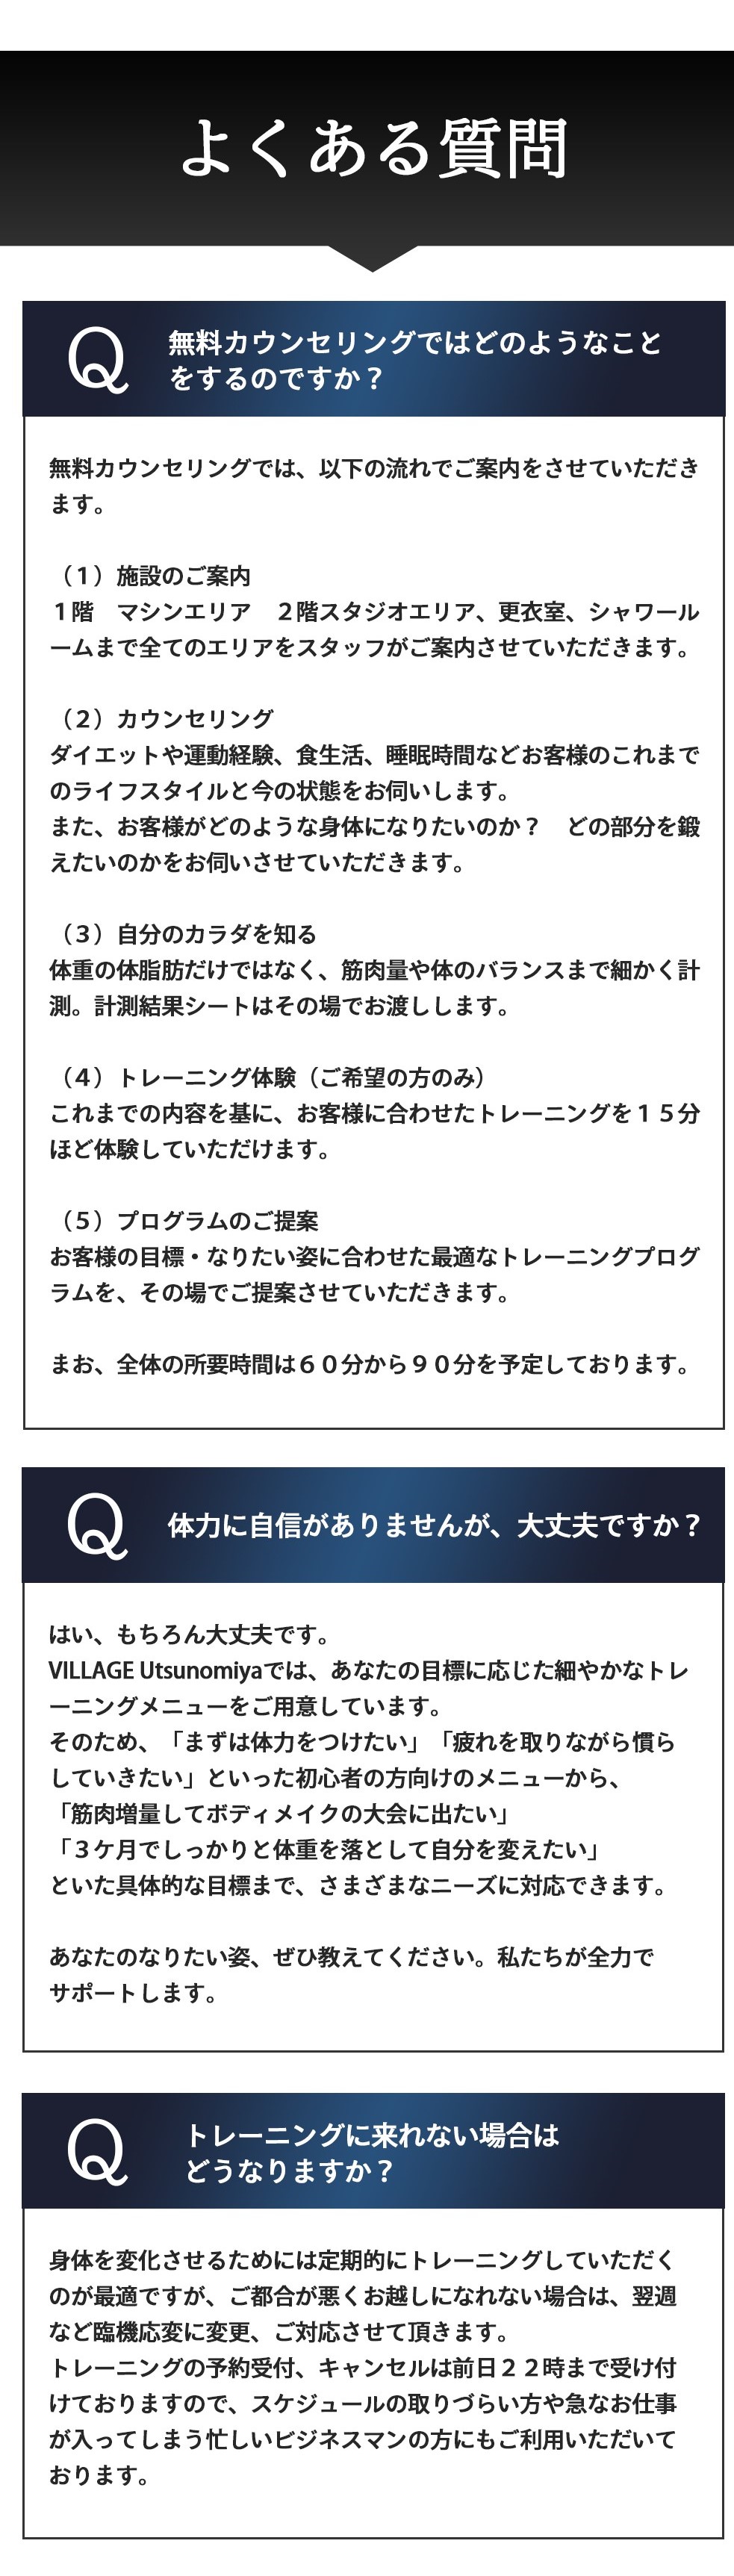 よくある質問
Q
無料カウンセリングではどのようなこと
をするのですか？
無料カウンセリングでは、以下の流れでご案内をさせていただき
ます。
（１）施設のご案内
１階　マシンエリア　２階スタジオエリア、更衣室、シャワール
ームまで全てのエリアをスタッフがご案内させていただきます。
（２）カウンセリング
ダイエットや運動経験、食生活、睡眠時間などお客様のこれまで
のライフスタイルと今の状態をお伺いします。
また、お客様がどのような身体になりたいのか？　どの部分を鍛
えたいのかをお伺いさせていただきます。
（３）自分のカラダを知る
体重の体脂肪だけではなく、筋肉量や体のバランスまで細かく計
測。計測結果シートはその場でお渡しします。
（４）トレーニング体験（ご希望の方のみ）
これまでの内容を基に、お客様に合わせたトレーニングを１５分
ほど体験していただけます。
（５）プログラムのご提案
お客様の目標・なりたい姿に合わせた最適なトレーニングプログ
ラムを、その場でご提案させていただきます。
まお、全体の所要時間は６０分から９０分を予定しております。
Q
体力に自信がありませんが、大丈夫ですか？
はい、もちろん大丈夫です。
VILLAGE Utsunomiyaでは、あなたの目標に応じた細やかなトレ
ーニングメニューをご用意しています。
そのため、「まずは体力をつけたい」「疲れを取りながら慣ら
していきたい」といった初心者の方向けのメニューから、
「筋肉増量してボディメイクの大会に出たい」
「３ケ月でしっかりと体重を落として自分を変えたい」
といた具体的な目標まで、さまざまなニーズに対応できます。
あなたのなりたい姿、ぜひ教えてください。私たちが全力で
サポートします。
Q
トレーニングに来れない場合は
どうなりますか？
身体を変化させるためには定期的にトレーニングしていただく
のが最適ですが、ご都合が悪くお越しになれない場合は、翌週
など臨機応変に変更、ご対応させて頂きます。
トレーニングの予約受付、キャンセルは前日２２時まで受け付
けておりますので、スケジュールの取りづらい方や急なお仕事
が入ってしまう忙しいビジネスマンの方にもご利用いただいて
おります。